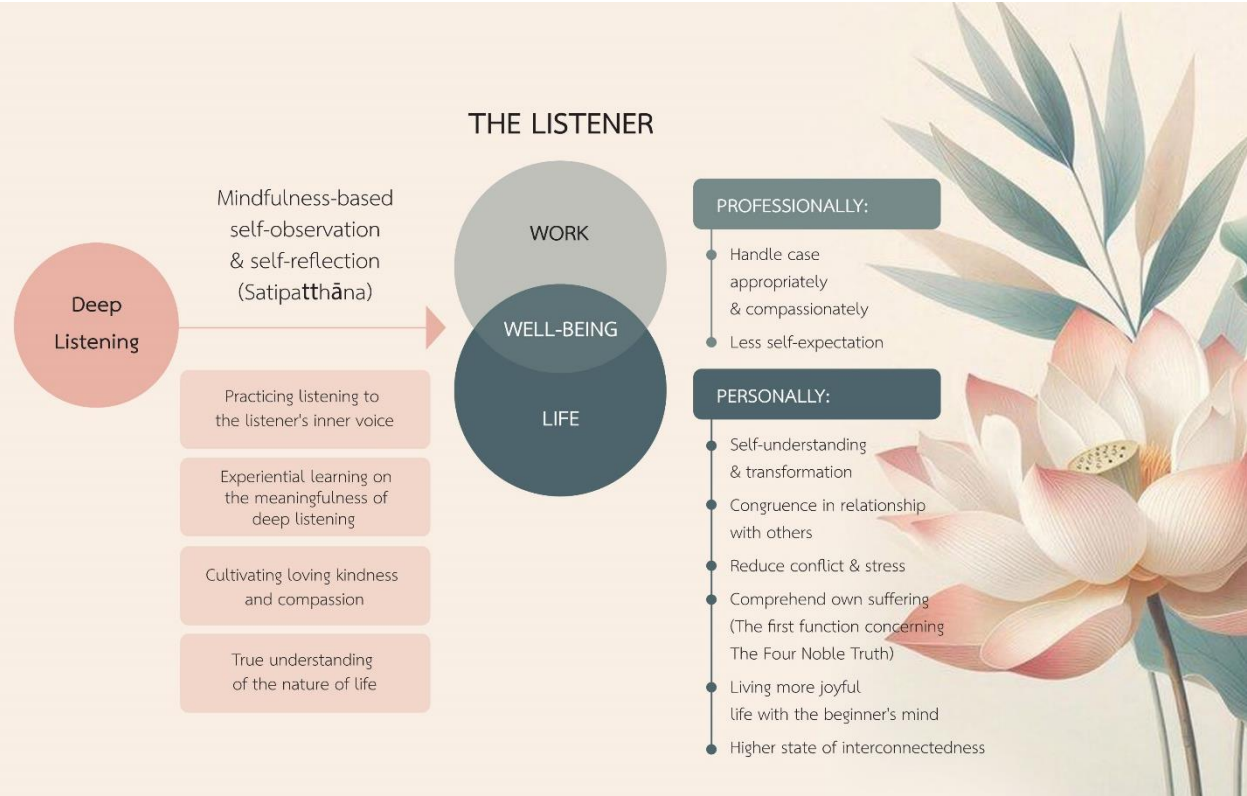 THE LISTENER
Deep
Listening
Mindfulness-based
self-observation
& self-reflection
(Satipaṭṭhāna)
Practicing listening to
the listener's inner voice
Experiential learning on
the meaningfulness of
deep listening
Cultivating loving kindness
and compassion
True understanding
of the nature of life
WORK
WELL-BEING
LIFE
PROFESSIONALLY:
Handle case
appropriately
& compassionately
Less self-expectation
PERSONALLY:
Self-understanding
& transformation
Congruence in relationship
with others
Reduce conflict & stress
Comprehend own suffering
(The first function concerning
The Four Noble Truth)
Living more joyful
life with the beginner's mind
Higher state of interconnectedness